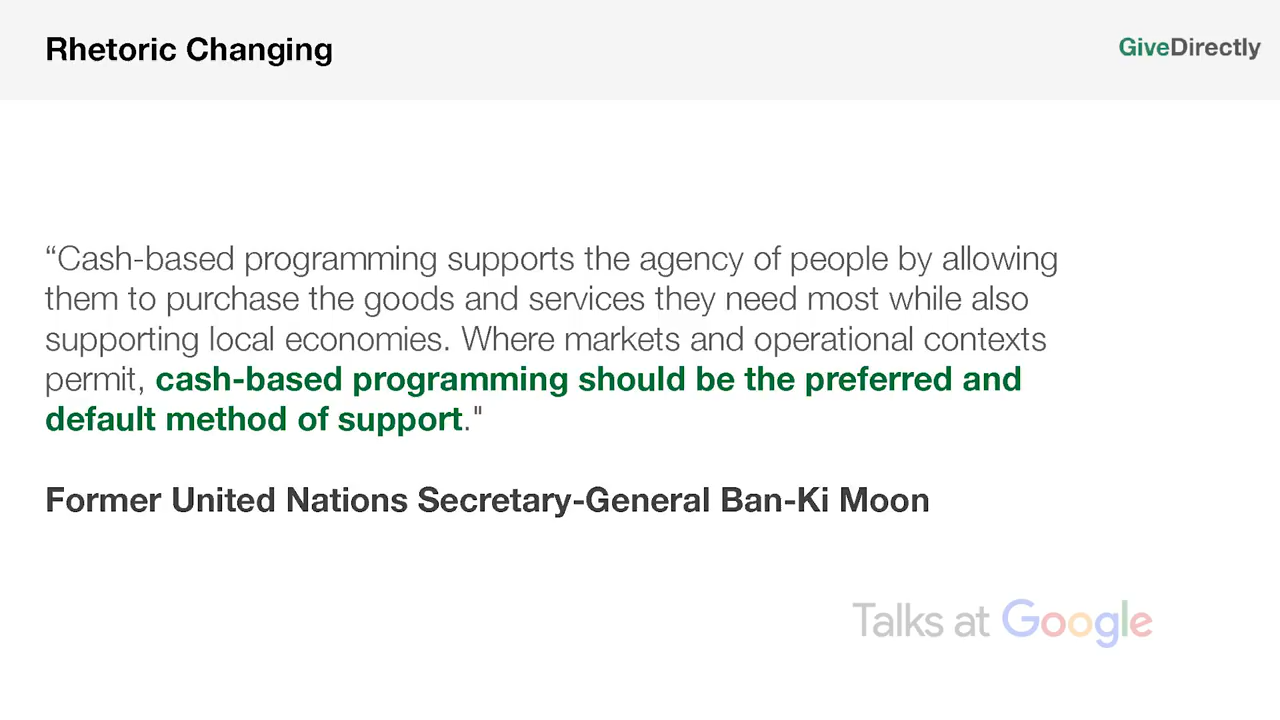 Rhetoric Changing
GiveDirectly
“Cash-based programming supports the agency of people by allowing
them to purchase the goods and services they need most while also
supporting local economies. Where markets and operational contexts
permit, cash-based programming should be the preferred and
default method of support."
Former United Nations Secretary-General Ban-Ki Moon
Talks at Google